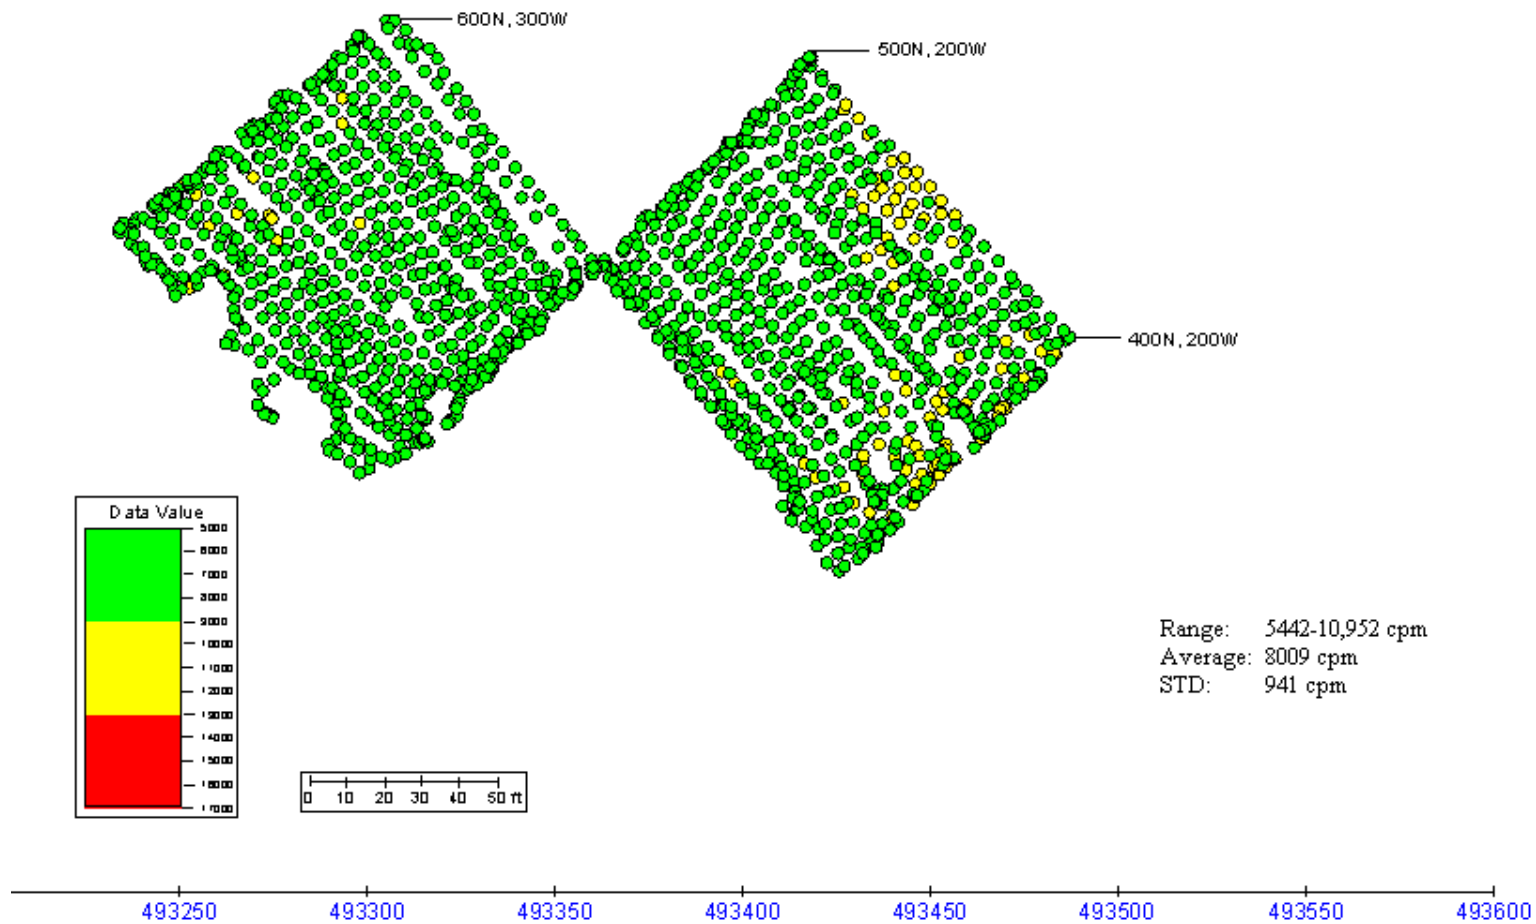 600N, 300W
500N, 200W
400N, 200W
Data Value
5000
6000
7000
8000
9000
10000
11000
12000
13000
14000
15000
16000
17000
Range: 5442-10,952 cpm
Average: 8009 cpm
STD: 941 cpm
0 10 20 30 40 50 ft
493250 493300 493350 493400 493450 493500 493550 493600